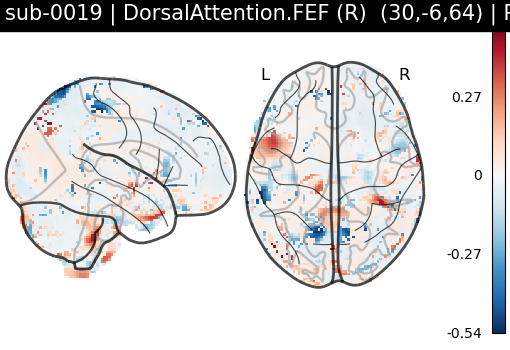 sub-0019 | DorsalAttention.FEF (R)  (30,-6,64) |
L
R
0.27
0
-0.27
-0.54